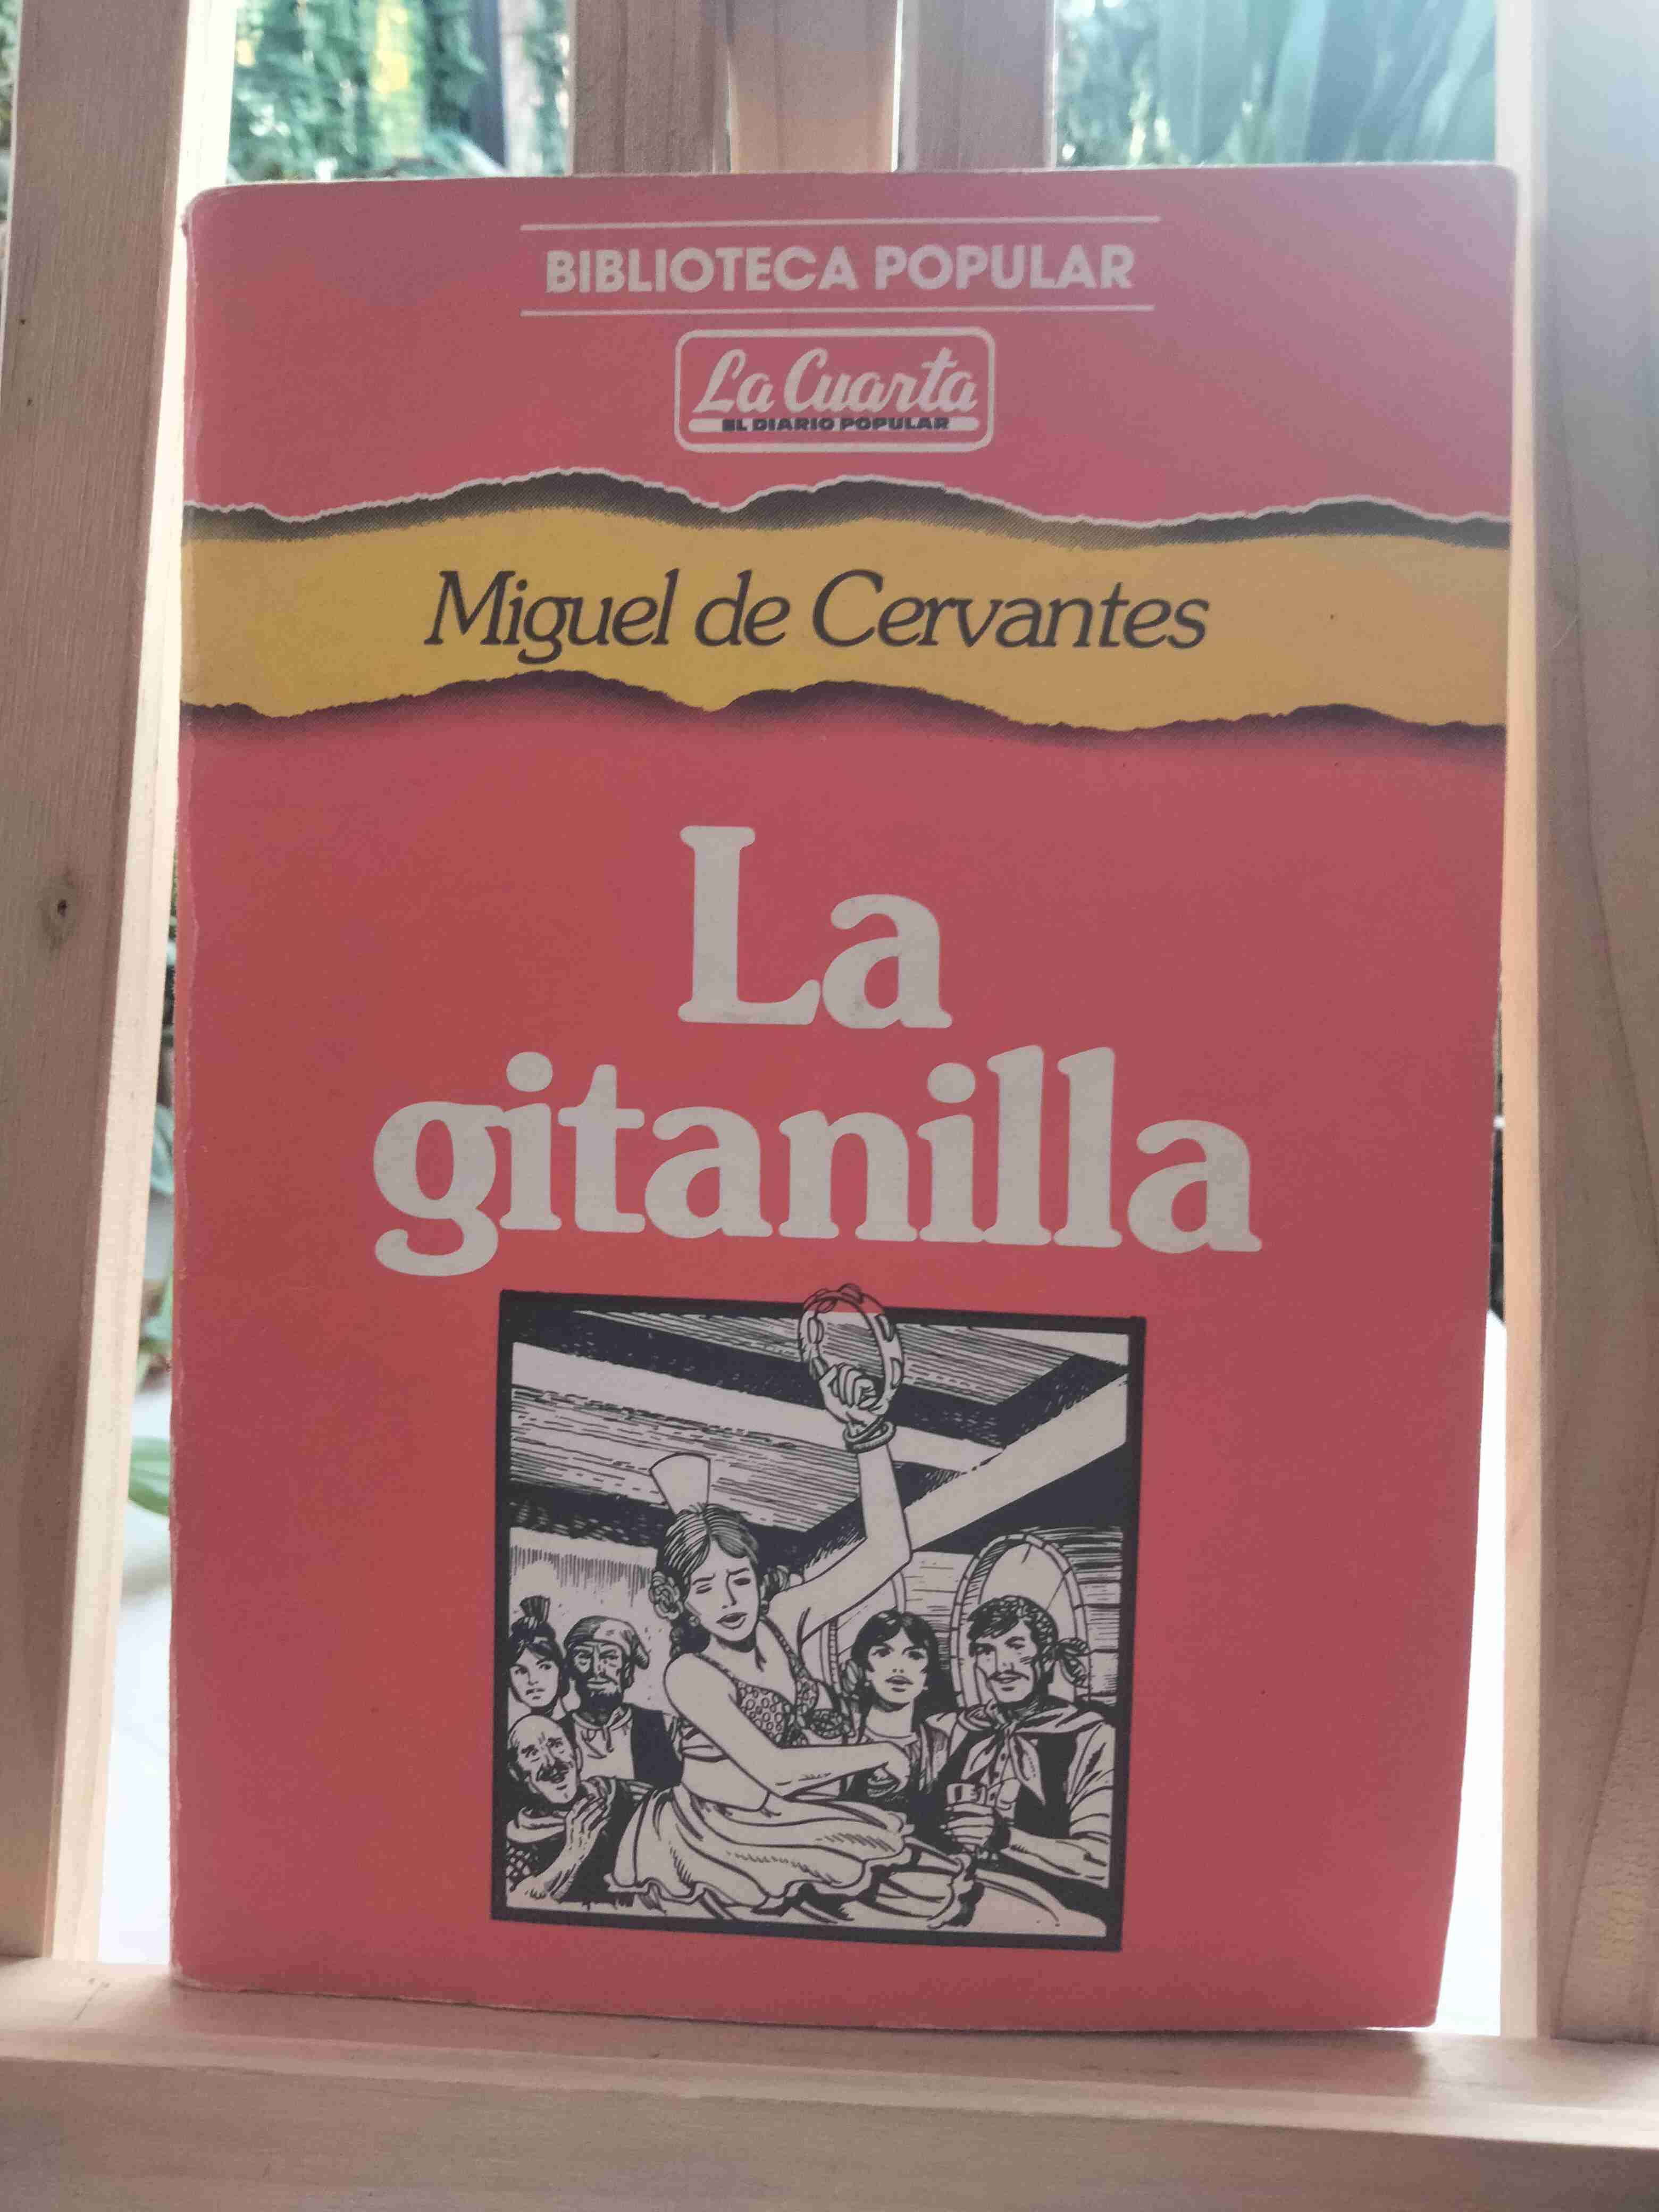 BIBLIOTECA POPULAR
La Cuarta
EL DIARIO POPULAR
Miguel de Cervantes
La
gitanilla